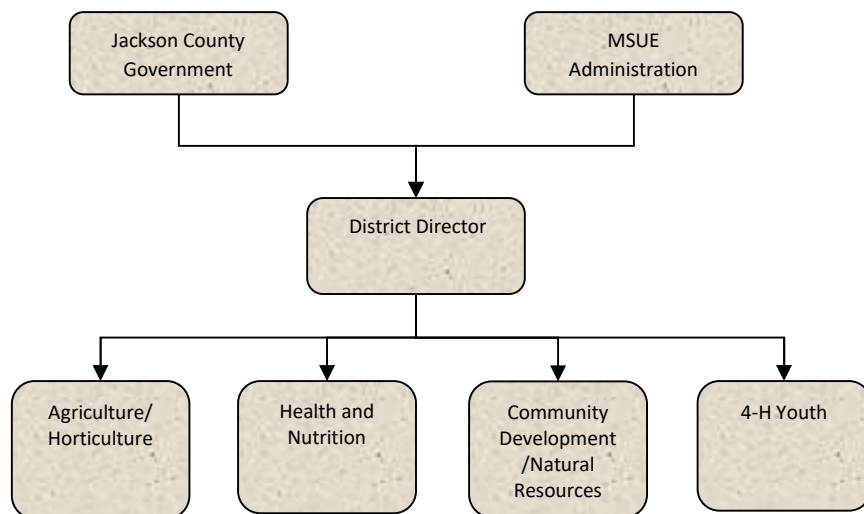 Jackson County
Government
MSUE
Administration
District Director
Agriculture/
Horticulture
Health and
Nutrition
Community
Development
/Natural
Resources
4-H Youth